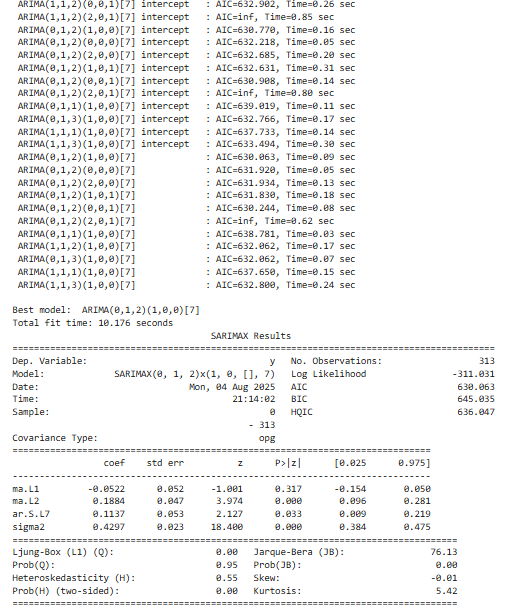 ARIMA(1,1,2)(0,0,1)[7] intercept : AIC=632.902, Time=0.26 sec
ARIMA(1,1,2)(2,0,1)[7] intercept : AIC=inf, Time=0.85 sec
ARIMA(0,1,2)(1,0,0)[7] intercept : AIC=630.770, Time=0.16 sec
ARIMA(0,1,2)(0,0,0)[7] intercept : AIC=632.218, Time=0.05 sec
ARIMA(0,1,2)(2,0,0)[7] intercept : AIC=632.685, Time=0.20 sec
ARIMA(0,1,2)(1,0,1)[7] intercept : AIC=632.631, Time=0.31 sec
ARIMA(0,1,2)(0,0,1)[7] intercept : AIC=630.908, Time=0.14 sec
ARIMA(0,1,2)(2,0,1)[7] intercept : AIC=inf, Time=0.80 sec
ARIMA(0,1,1)(1,0,0)[7] intercept : AIC=639.019, Time=0.11 sec
ARIMA(0,1,3)(1,0,0)[7] intercept : AIC=632.766, Time=0.17 sec
ARIMA(1,1,1)(1,0,0)[7] intercept : AIC=637.733, Time=0.14 sec
ARIMA(1,1,3)(1,0,0)[7] intercept : AIC=633.494, Time=0.30 sec
ARIMA(0,1,2)(1,0,0)[7] : AIC=630.063, Time=0.09 sec
ARIMA(0,1,2)(0,0,0)[7] : AIC=631.920, Time=0.05 sec
ARIMA(0,1,2)(2,0,0)[7] : AIC=631.934, Time=0.13 sec
ARIMA(0,1,2)(1,0,1)[7] : AIC=631.830, Time=0.18 sec
ARIMA(0,1,2)(0,0,1)[7] : AIC=630.244, Time=0.08 sec
ARIMA(0,1,2)(2,0,1)[7] : AIC=inf, Time=0.62 sec
ARIMA(0,1,1)(1,0,0)[7] : AIC=638.781, Time=0.03 sec
ARIMA(1,1,2)(1,0,0)[7] : AIC=632.062, Time=0.17 sec
ARIMA(0,1,3)(1,0,0)[7] : AIC=632.062, Time=0.07 sec
ARIMA(1,1,1)(1,0,0)[7] : AIC=637.650, Time=0.15 sec
ARIMA(1,1,3)(1,0,0)[7] : AIC=632.800, Time=0.24 sec
Best model: ARIMA(0,1,2)(1,0,0)[7]
Total fit time: 10.176 seconds
SARIMAX Results
==========================================================================================
Dep. Variable: y No. Observations: 313
Model: SARIMAX(0, 1, 2)x(1, 0, [], 7) Log Likelihood -311.031
Date: Mon, 04 Aug 2025 AIC 630.063
Time: 21:14:02 BIC 645.035
Sample: 0 HQIC 636.047
- 313
Covariance Type: opg
==============================================================================
coef std err z P>|z| [0.025 0.975]
------------------------------------------------------------------------------
ma.L1 -0.0522 0.052 -1.001 0.317 -0.154 0.050
ma.L2 0.1884 0.047 3.974 0.000 0.096 0.281
ar.S.L7 0.1137 0.053 2.127 0.033 0.009 0.219
sigma2 0.4297 0.023 18.400 0.000 0.384 0.475
===================================================================================
Ljung-Box (L1) (Q): 0.00 Jarque-Bera (JB): 76.13
Prob(Q): 0.95 Prob(JB): 0.00
Heteroskedasticity (H): 0.55 Skew: -0.01
Prob(H) (two-sided): 0.00 Kurtosis: 5.42
===================================================================================